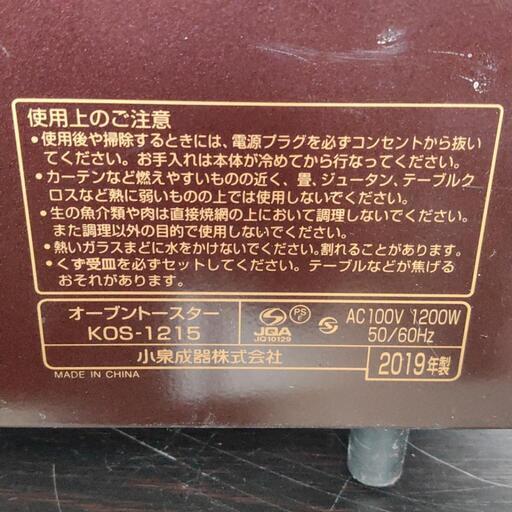 使用上のご注意
•使用後や掃除するときには、電源プラグを必ずコンセントから抜い
てください。お手入れは本体が冷めてから行なってください。
•カーテンなど燃えやすいものの近く、畳、ジュータン、テーブルク
ロスなど熱に弱いものの上では使用しないでください。
•生の魚介類や肉は直接焼網の上において調理しないでください。
また調理以外の目的で使用しないでください。
•熱いガラスまどに水をかけないでください。割れることがあります。
•くず受皿を必ずセットしてください。テーブルなどが焦げる
おそれがあります。
オーブントースター
KOS-1215
JQA
JQ10129
PS
E
AC100V 1200W
50/60Hz
小泉成器株式会社
2019年製
MADE IN CHINA